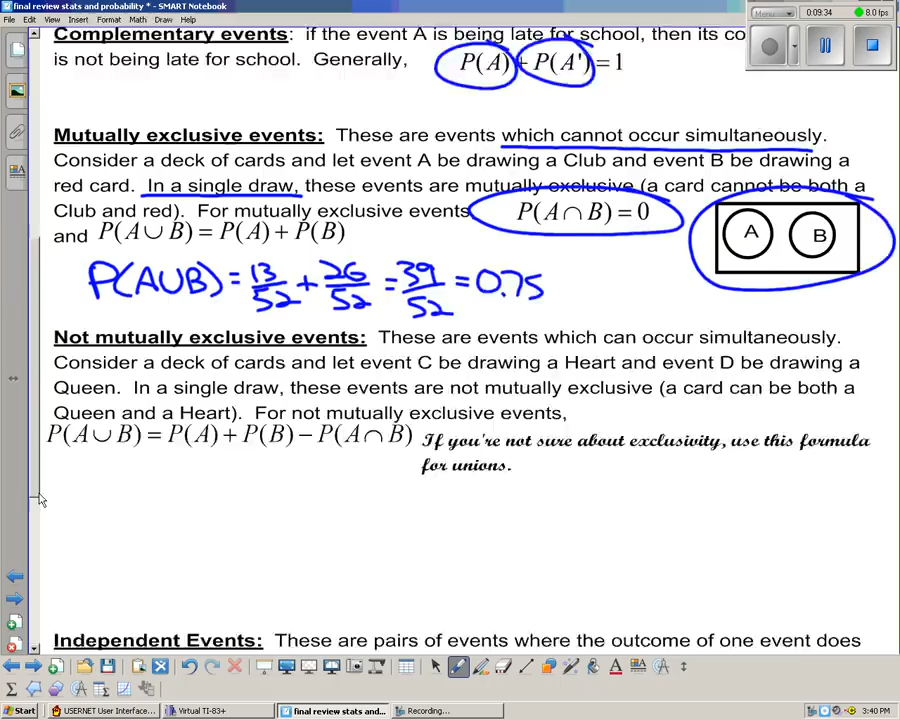 final review stats and probability * - SMART Notebook
File Edit View Insert Format Math Draw Help
Menu
09:34
8.0 fps
Complementary events: if the event A is being late for school, then its co
is not being late for school. Generally, P(A) + P(A') = 1
Mutually exclusive events: These are events which cannot occur simultaneously.
Consider a deck of cards and let event A be drawing a Club and event B be drawing a
red card. In a single draw, these events are mutually exclusive (a card cannot be both a
Club and red). For mutually exclusive events, P(A ∩ B) = 0
and P(A ∪ B) = P(A) + P(B)
A B
P(AUB) = 13/52 + 26/52 = 39/52 = 0.75
Not mutually exclusive events: These are events which can occur simultaneously.
Consider a deck of cards and let event C be drawing a Heart and event D be drawing a
Queen. In a single draw, these events are not mutually exclusive (a card can be both a
Queen and a Heart). For not mutually exclusive events,
P(A ∪ B) = P(A) + P(B) − P(A ∩ B) If you're not sure about exclusivity, use this formula
for unions.
Independent Events: These are pairs of events where the outcome of one event does
Start
USERNET User Interface...
Virtual TI-83+
final review stats and...
Recording...
3:40 PM